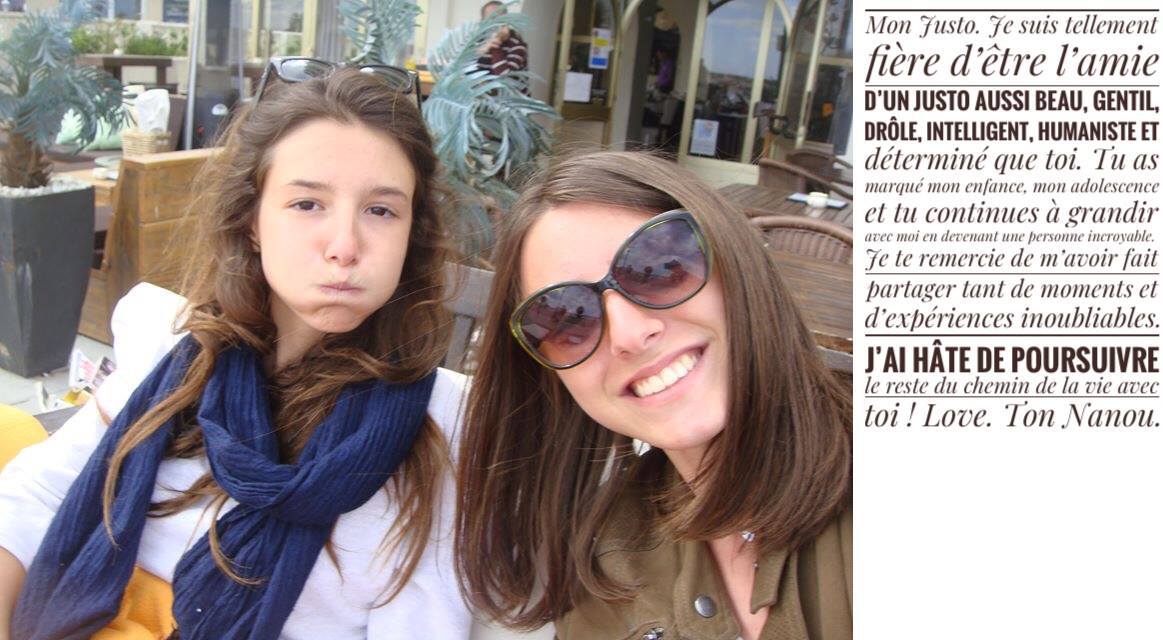 Mon Justo. Je suis tellement
fière d'être l'amie
D'UN JUSTO AUSSI BEAU, GENTIL,
DRÔLE, INTELLIGENT, HUMANISTE ET
déterminé que toi. Tu as
marqué mon enfance, mon adolescence
et tu continues à grandir
avec moi en devenant une personne incroyable.
Je te remercie de m'avoir fait
partager tant de moments et
d'expériences inoubliables.
J'AI HÂTE DE POURSUIVRE
le reste du chemin de la vie avec
toi ! Love. Ton Nanou.